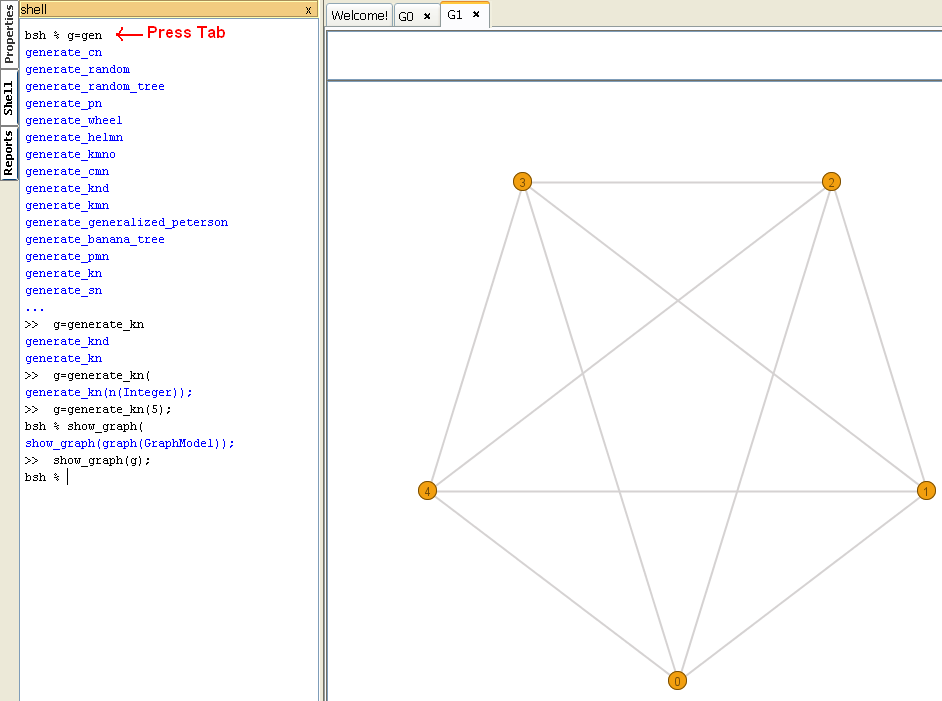 Properties
Shell
Reports
shell x
bsh % g=gen Press Tab
generate_cn
generate_random
generate_random_tree
generate_pn
generate_wheel
generate_helmn
generate_kmno
generate_cmn
generate_knd
generate_kmn
generate_generalized_peterson
generate_banana_tree
generate_pmn
generate_kn
generate_sn
...
>> g=generate_kn
generate_knd
generate_kn
>> g=generate_kn(
generate_kn(n(Integer));
>> g=generate_kn(5);
bsh % show_graph(
show_graph(graph(GraphModel));
>> show_graph(g);
bsh %
Welcome! G0 × G1 ×
3 2
4 1
0